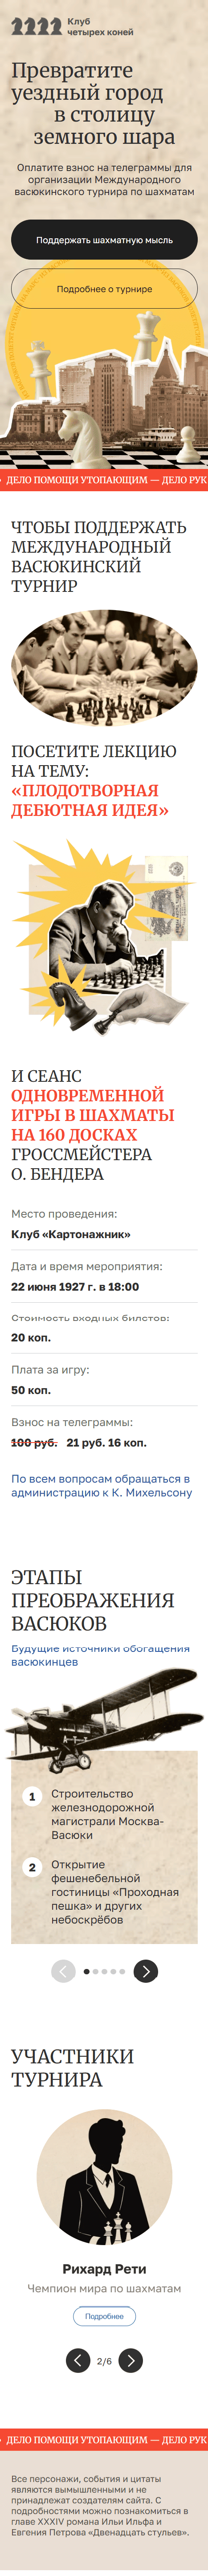 Клуб
четырех коней
Превратите
уездный город
в столицу
земного шара
Оплатите взнос на телеграммы для
организации Международного
васюкинского турнира по шахматам
Поддержать шахматную мысль
Подробнее о турнире
ДЕЛО ПОМОЩИ УТОПАЮЩИМ — ДЕЛО РУК
ЧТОБЫ ПОДДЕРЖАТЬ
МЕЖДУНАРОДНЫЙ
ВАСЮКИНСКИЙ
ТУРНИР
ПОСЕТИТЕ ЛЕКЦИЮ
НА ТЕМУ:
«ПЛОДОТВОРНАЯ
ДЕБЮТНАЯ ИДЕЯ»
И СЕАНС
ОДНОВРЕМЕННОЙ
ИГРЫ В ШАХМАТЫ
НА 160 ДОСКАХ
ГРОССМЕЙСТЕРА
О. БЕНДЕРА
Место проведения:
Клуб «Картонажник»
Дата и время мероприятия:
22 июня 1927 г. в 18:00
Стоимость входных билетов:
20 коп.
Плата за игру:
50 коп.
Взнос на телеграммы:
100 руб. 21 руб. 16 коп.
По всем вопросам обращаться в
администрацию к К. Михельсону
ЭТАПЫ
ПРЕОБРАЖЕНИЯ
ВАСЮКОВ
Будущие источники обогащения
васюкинцев
1 Строительство
железнодорожной
магистрали Москва-
Васюки
2 Открытие
фешенебельной
гостиницы «Проходная
пешка» и других
небоскрёбов
УЧАСТНИКИ
ТУРНИРА
Рихард Рети
Чемпион мира по шахматам
Подробнее
2/6
ДЕЛО ПОМОЩИ УТОПАЮЩИМ — ДЕЛО РУК
Все персонажи, события и цитаты
являются вымышленными и не
принадлежат создателям сайта. С
подробностями можно познакомиться в
главе XXXIV романа Ильи Ильфа и
Евгения Петрова «Двенадцать стульев».